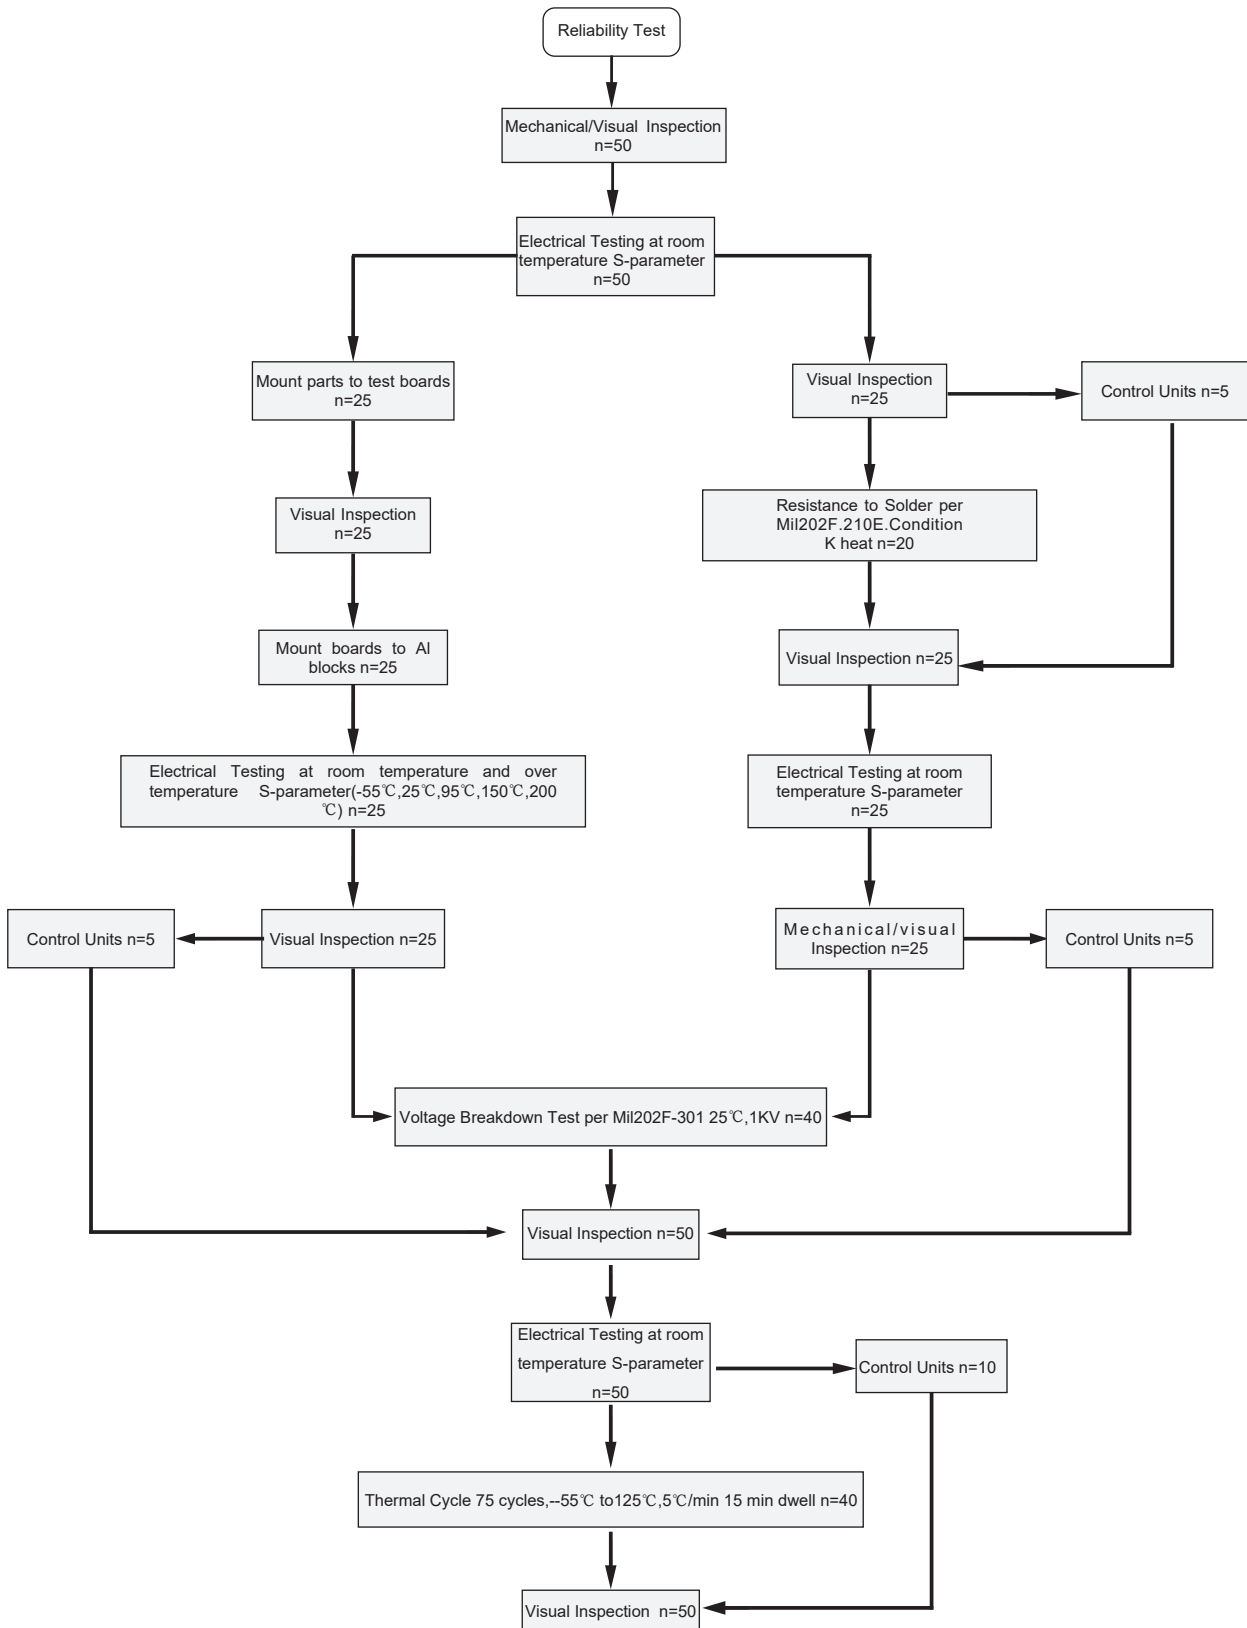 Reliability Test
Mechanical/Visual Inspection
n=50
Electrical Testing at room
temperature S-parameter
n=50
Mount parts to test boards
n=25
Visual Inspection
n=25
Control Units n=5
Visual Inspection
n=25
Resistance to Solder per
Mil202F.210E.Condition
K heat n=20
Mount boards to Al
blocks n=25
Visual Inspection n=25
Electrical Testing at room temperature and over
temperature S-parameter(-55℃,25℃,95℃,150℃,200
℃) n=25
Electrical Testing at room
temperature S-parameter
n=25
Control Units n=5
Visual Inspection n=25
Mechanical/visual
Inspection n=25
Control Units n=5
Voltage Breakdown Test per Mil202F-301 25℃,1KV n=40
Visual Inspection n=50
Electrical Testing at room
temperature S-parameter
n=50
Control Units n=10
Thermal Cycle 75 cycles,--55℃ to125℃,5℃/min 15 min dwell n=40
Visual Inspection n=50